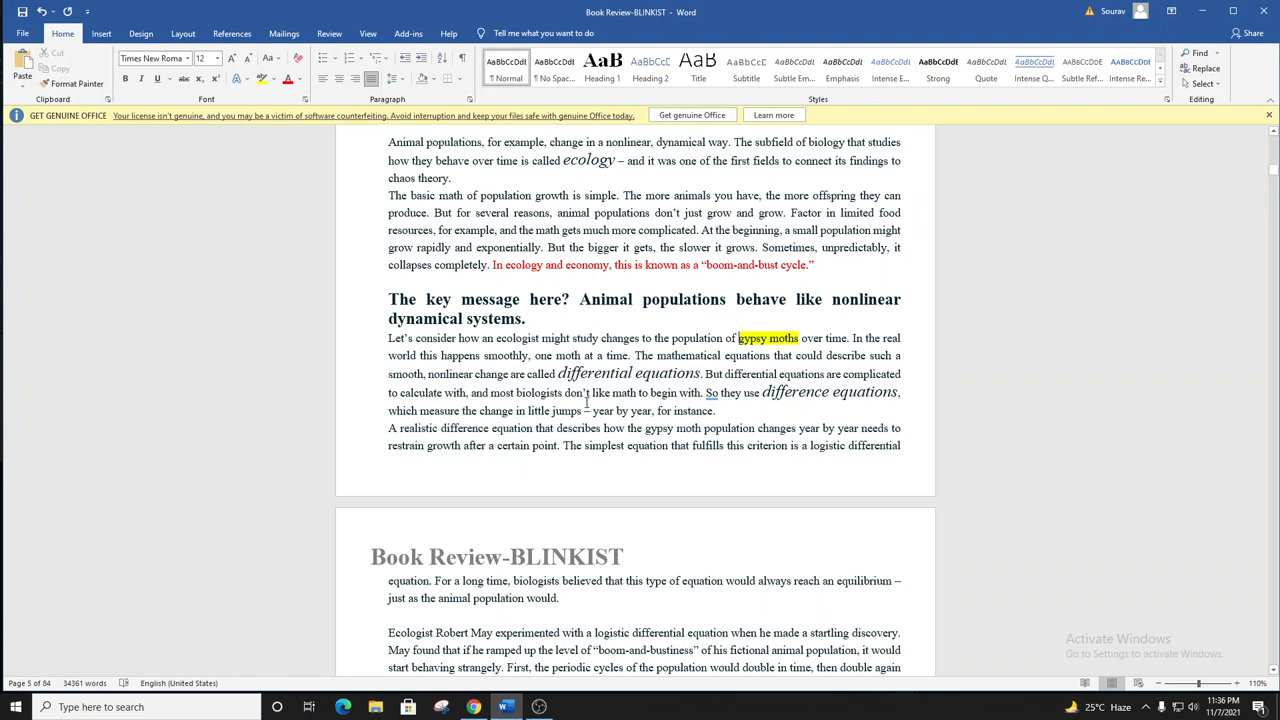 Book Review-BLINKIST - Word
Sourav
File Home Insert Design Layout References Mailings Review View Add-ins Help Tell me what you want to do Share
Paste
Cut
Copy
Format Painter
Clipboard
Times New Roma 12
Font
Paragraph
AaBbCcDdI AaBbCcDdI AaB AaBbCcDd AaB AaBbCcDd AaBbCcDd AaBbCcDdI AaBbCcDdI AaBbCcDdI AaBbCcDdI AaBbCcDdI AaBbCcDdE AaBbCcDdI
¶ Normal ¶ No Spac... Heading 1 Heading 2 Title Subtitle Subtle Em... Emphasis Intense E... Strong Quote Intense Q... Subtle Ref... Intense Re...
Styles
Find
Replace
Select
Editing
GET GENUINE OFFICE Your license isn't genuine, and you may be a victim of software counterfeiting. Avoid interruption and keep your files safe with genuine Office today. Get genuine Office Learn more
Animal populations, for example, change in a nonlinear, dynamical way. The subfield of biology that studies
how they behave over time is called ecology – and it was one of the first fields to connect its findings to
chaos theory.
The basic math of population growth is simple. The more animals you have, the more offspring they can
produce. But for several reasons, animal populations don’t just grow and grow. Factor in limited food
resources, for example, and the math gets much more complicated. At the beginning, a small population might
grow rapidly and exponentially. But the bigger it gets, the slower it grows. Sometimes, unpredictably, it
collapses completely. In ecology and economy, this is known as a “boom-and-bust cycle.”
The key message here? Animal populations behave like nonlinear
dynamical systems.
Let’s consider how an ecologist might study changes to the population of gypsy moths over time. In the real
world this happens smoothly, one moth at a time. The mathematical equations that could describe such a
smooth, nonlinear change are called differential equations. But differential equations are complicated
to calculate with, and most biologists don’t like math to begin with. So they use difference equations,
which measure the change in little jumps – year by year, for instance.
A realistic difference equation that describes how the gypsy moth population changes year by year needs to
restrain growth after a certain point. The simplest equation that fulfills this criterion is a logistic differential
Book Review-BLINKIST
equation. For a long time, biologists believed that this type of equation would always reach an equilibrium –
just as the animal population would.
Ecologist Robert May experimented with a logistic differential equation when he made a startling discovery.
May found that if he ramped up the level of “boom-and-bustiness” of his fictional animal population, it would
start behaving strangely. First, the periodic cycles of the population would double in time, then double again
Activate Windows
Go to Settings to activate Windows.
Page 5 of 84 34361 words English (United States) 110%
Type here to search
25°C Haze
11:36 PM
11/7/2021